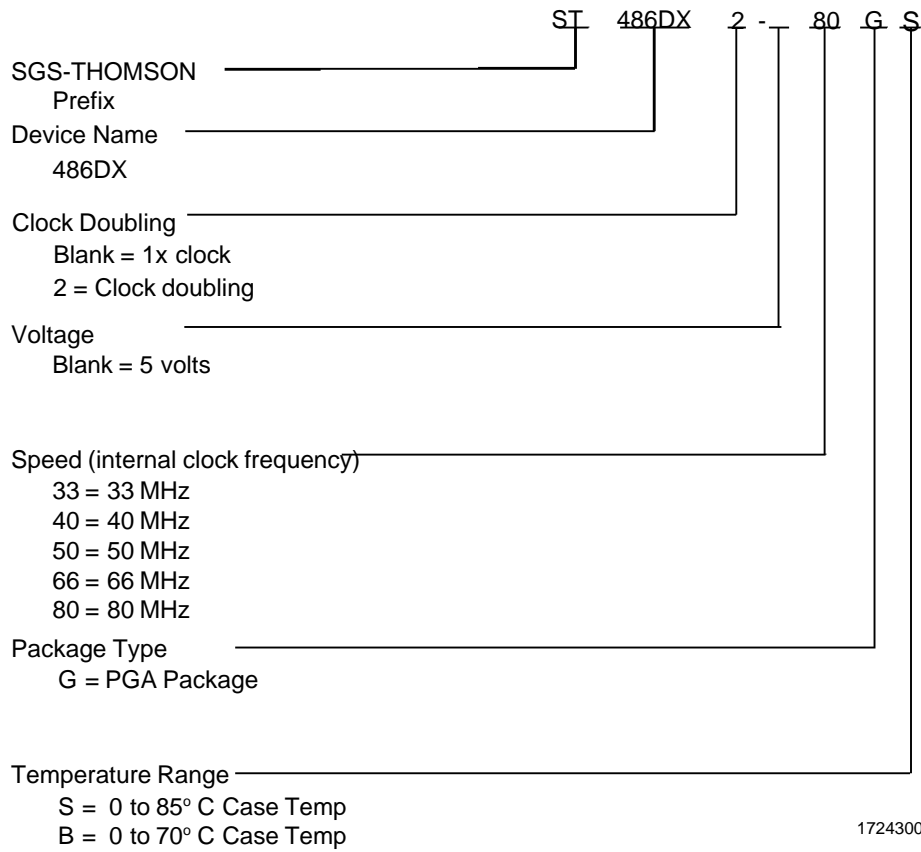 ST 486DX 2 - 80 G S
SGS-THOMSON
Prefix
Device Name
486DX
Clock Doubling
Blank = 1x clock
2 = Clock doubling
Voltage
Blank = 5 volts
Speed (internal clock frequency)
33 = 33 MHz
40 = 40 MHz
50 = 50 MHz
66 = 66 MHz
80 = 80 MHz
Package Type
G = PGA Package
Temperature Range
S = 0 to 85° C Case Temp
B = 0 to 70° C Case Temp
1724300